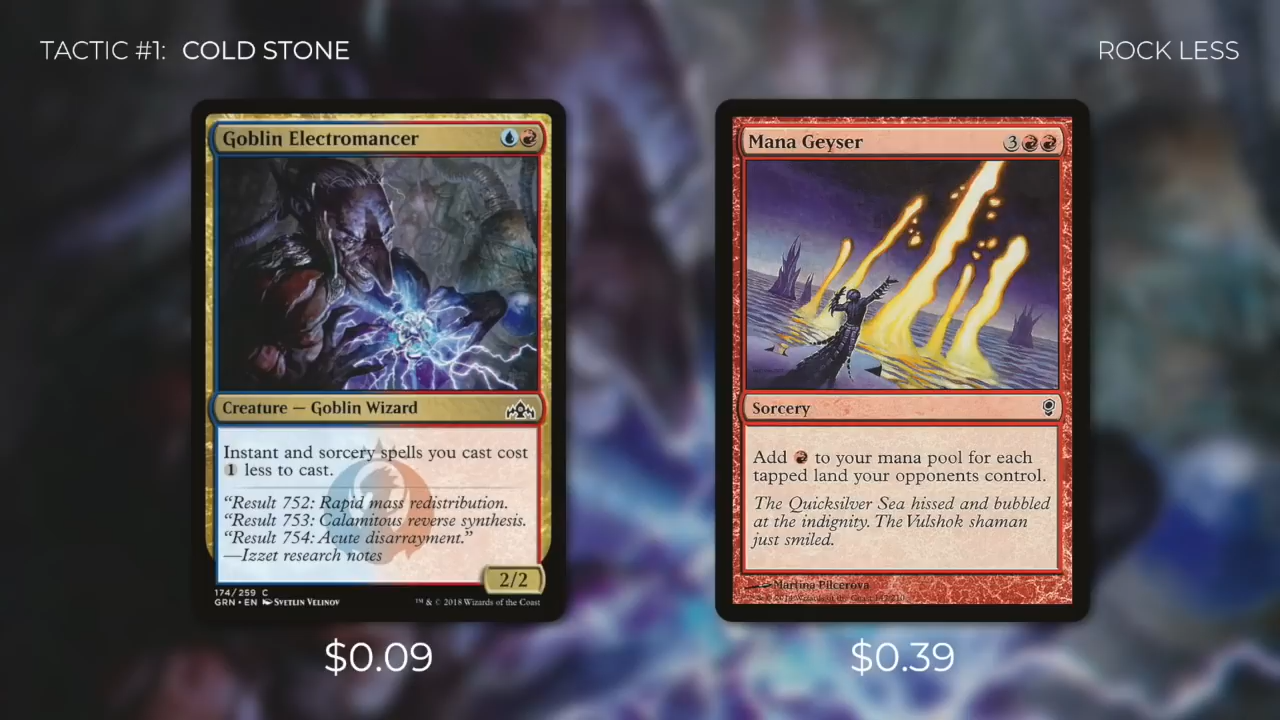 TACTIC #1: COLD STONE
ROCK LESS
Goblin Electromancer
Creature — Goblin Wizard
Instant and sorcery spells you cast cost
1 less to cast.
“Result 752: Rapid mass redistribution.
“Result 753: Calamitous reverse synthesis.
“Result 754: Acute disarrayment.”
—Izzet research notes
2/2
174/259 C
GRN • EN SVETLIN VELINOV
™ & © 2018 Wizards of the Coast
$0.09
Mana Geyser
3
Sorcery
Add to your mana pool for each
tapped land your opponents control.
The Quicksilver Sea hissed and bubbled
at the indignity. The Vulshok shaman
just smiled.
Martina Pilcerova
$0.39